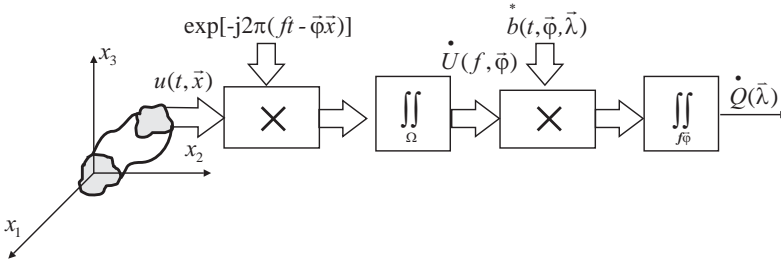 exp[-j2π(ft - φ⃗x⃗)]
b*(t,φ⃗,λ⃗)
x₃
u(t,x⃗)
U̇(f,φ⃗)
Q̇(λ⃗)
×
∬
Ω
×
∬
fφ⃗
x₂
x₁